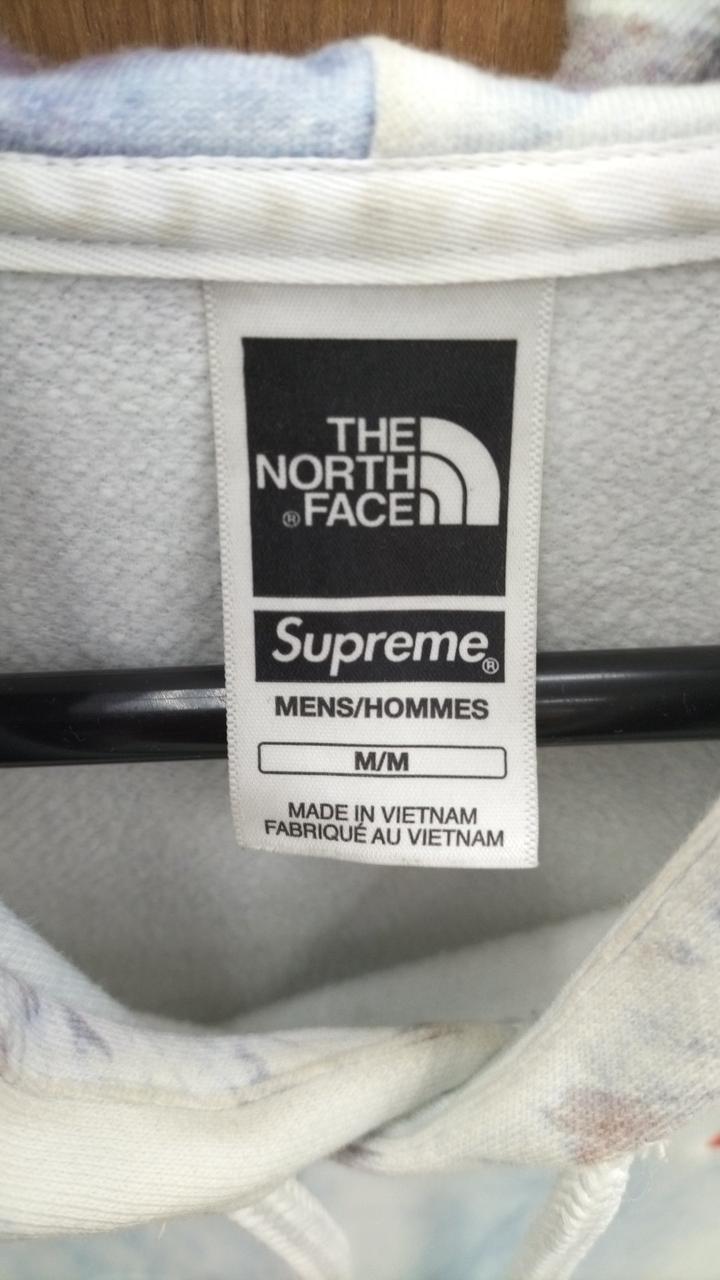 THE
NORTH
®FACE
Supreme®
MENS/HOMMES
M/M
MADE IN VIETNAM
FABRIQUÉ AU VIETNAM